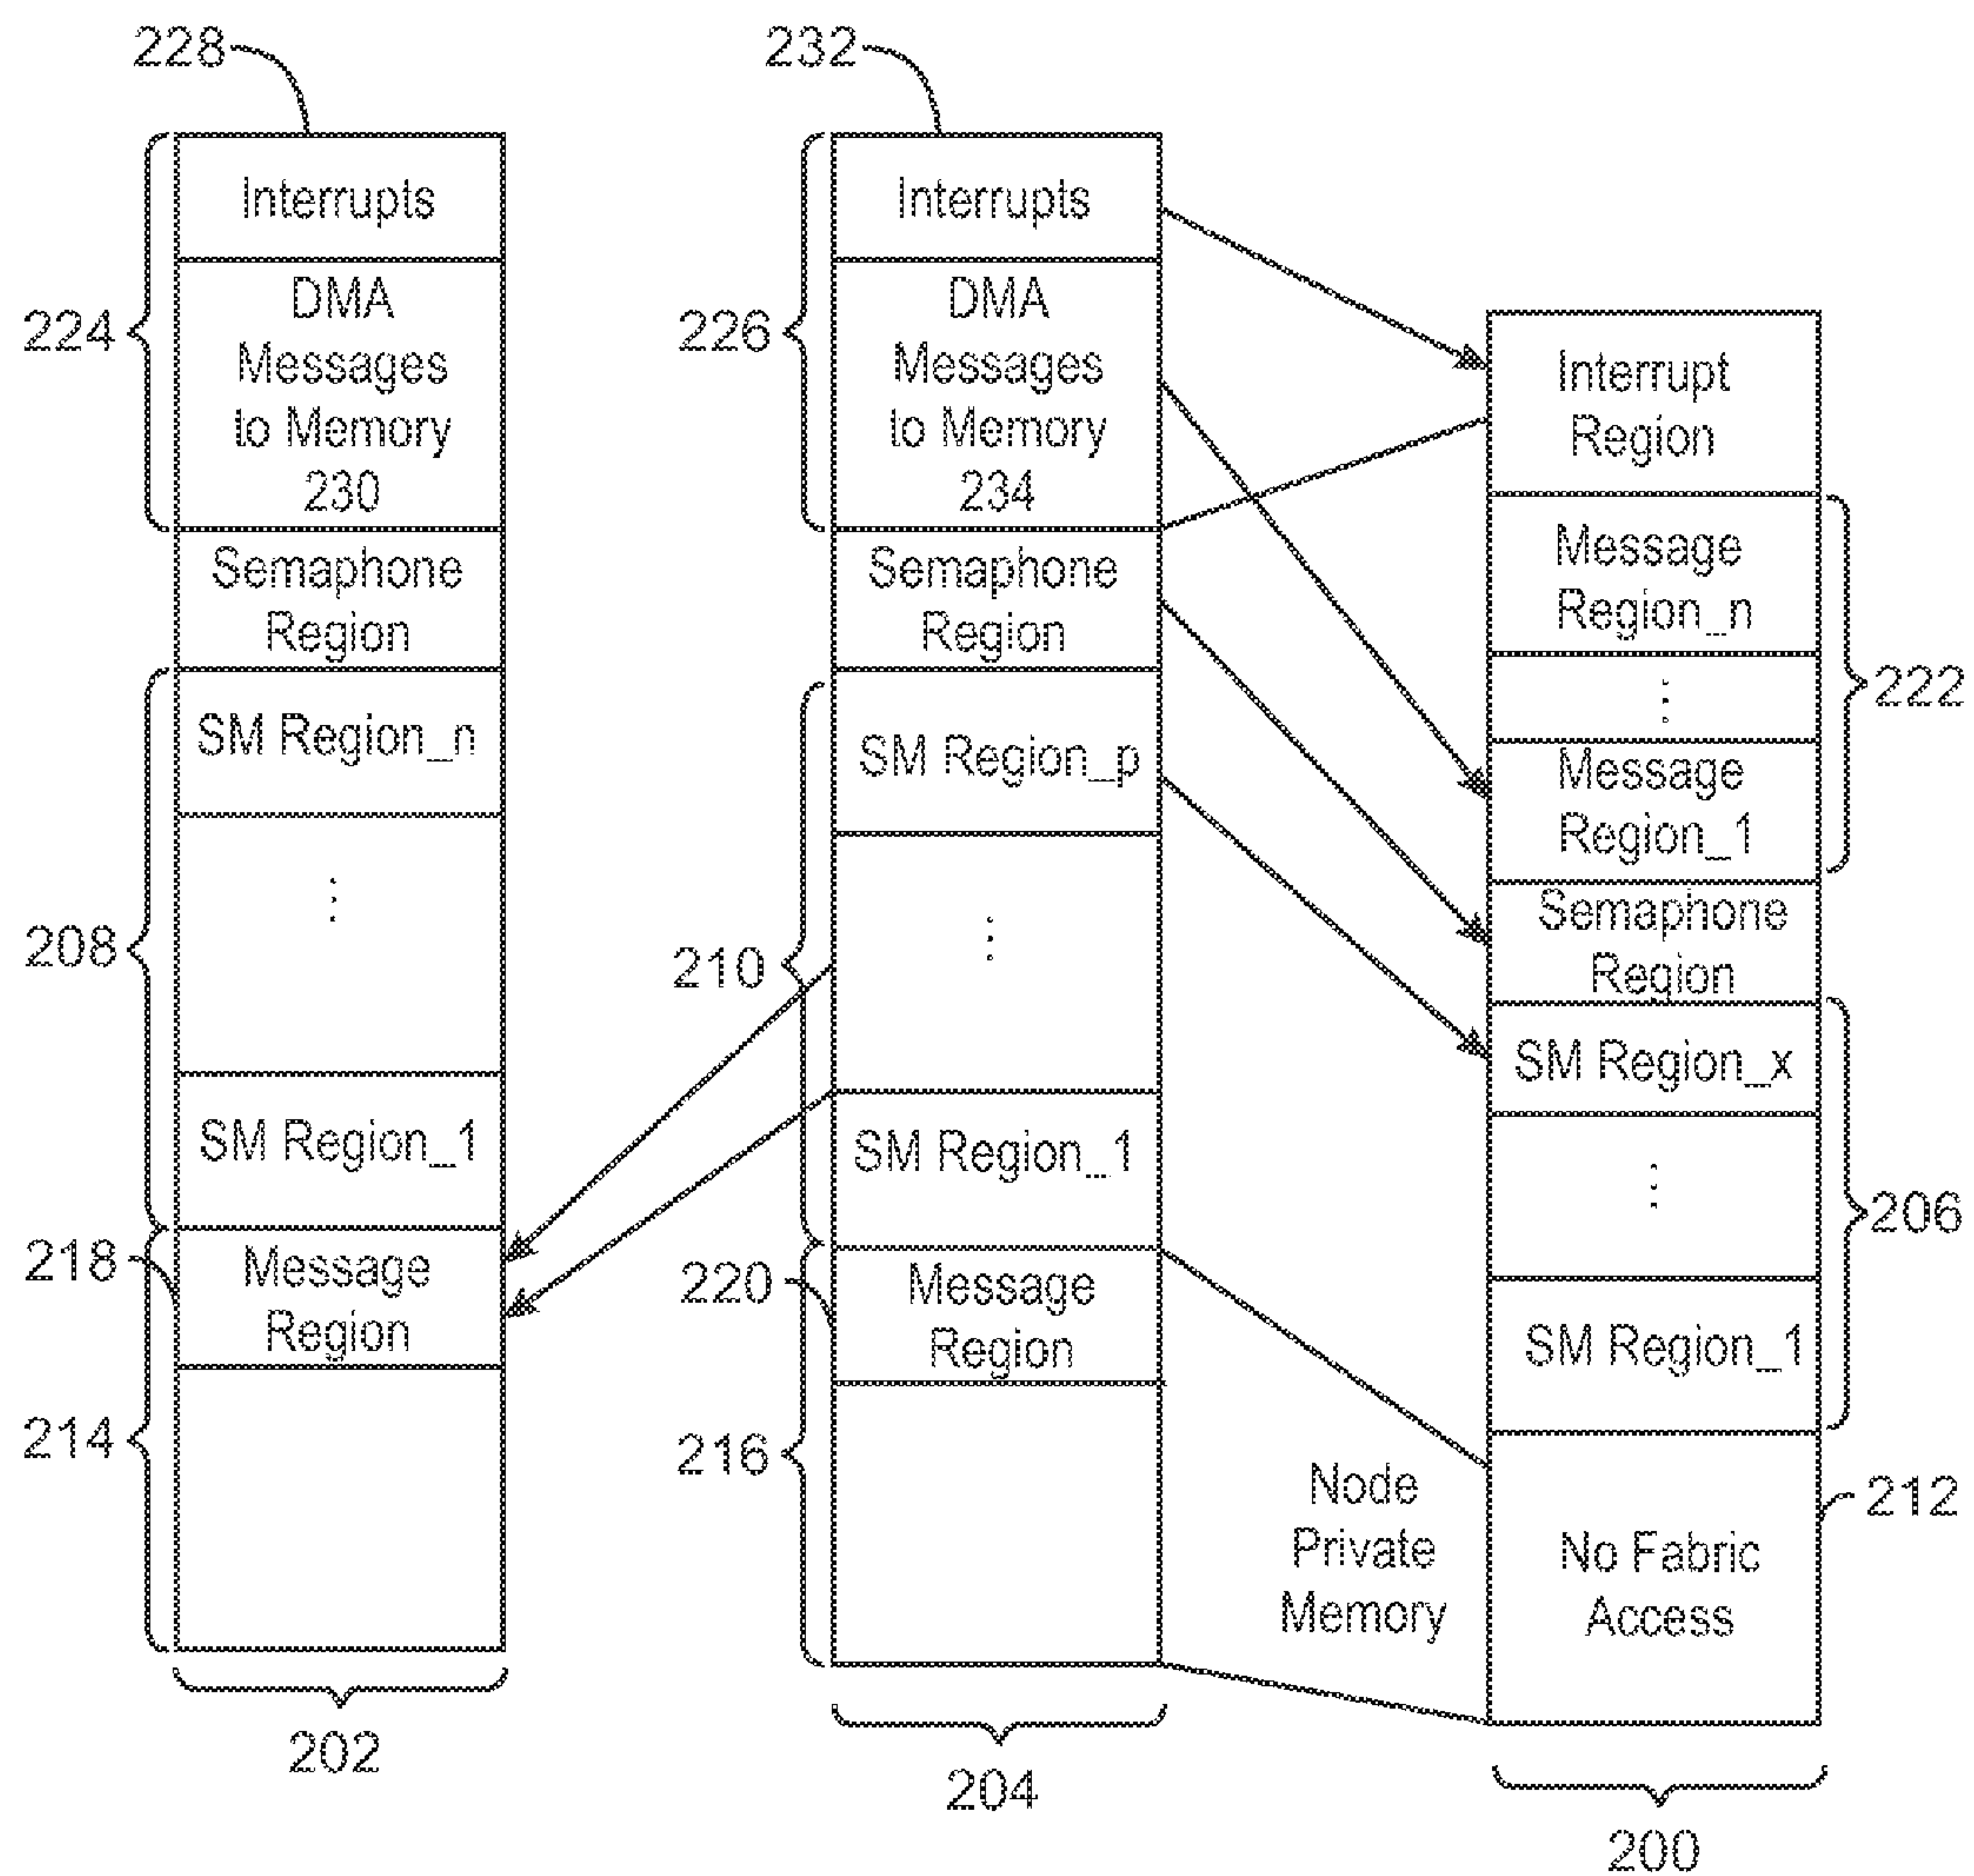 228
232
Interrupts
DMA
Messages
to Memory
230
224
Semaphone
Region
SM Region_n
⋮
208
SM Region_1
218
Message
Region
214
202
Interrupts
DMA
Messages
to Memory
234
226
Semaphone
Region
SM Region_p
⋮
210
SM Region_1
220
Message
Region
216
204
Node
Private
Memory
Interrupt
Region
Message
Region_n
⋮
222
Message
Region_1
Semaphone
Region
SM Region_x
⋮
206
SM Region_1
212
No Fabric
Access
200